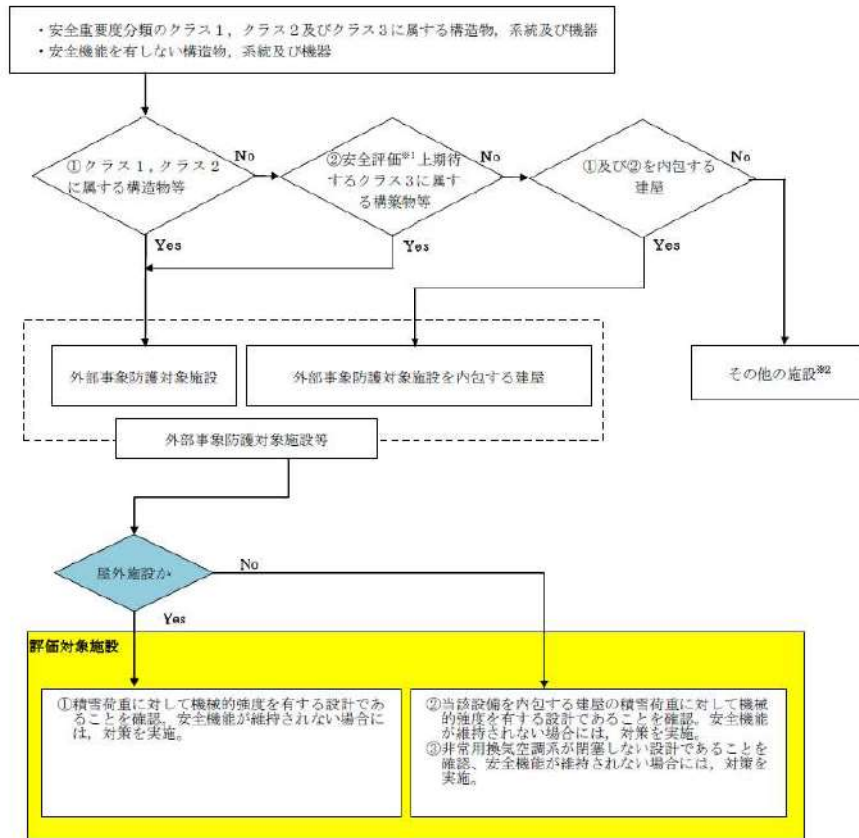 ・安全重要度分類のクラス１，クラス２及びクラス３に属する構造物，系統及び機器
・安全機能を有しない構造物，系統及び機器
①クラス１，クラス２
に属する構造物等
No
②安全評価※1上期待
するクラス３に属す
る構築物等
No
①及び②を内包する
建屋
No
Yes
Yes
Yes
外部事象防護対象施設
外部事象防護対象施設を内包する建屋
その他の施設※2
外部事象防護対象施設等
屋外施設か
No
Yes
評価対象施設
①積雪荷重に対して機械的強度を有する設計であ
ることを確認。安全機能が維持されない場合に
は，対策を実施。
②当該設備を内包する建屋の積雪荷重に対して機械
的強度を有する設計であることを確認。安全機能
が維持されない場合には，対策を実施。
③非常用換気空調系が閉塞しない設計であることを
確認、安全機能が維持されない場合には，対策を
実施。